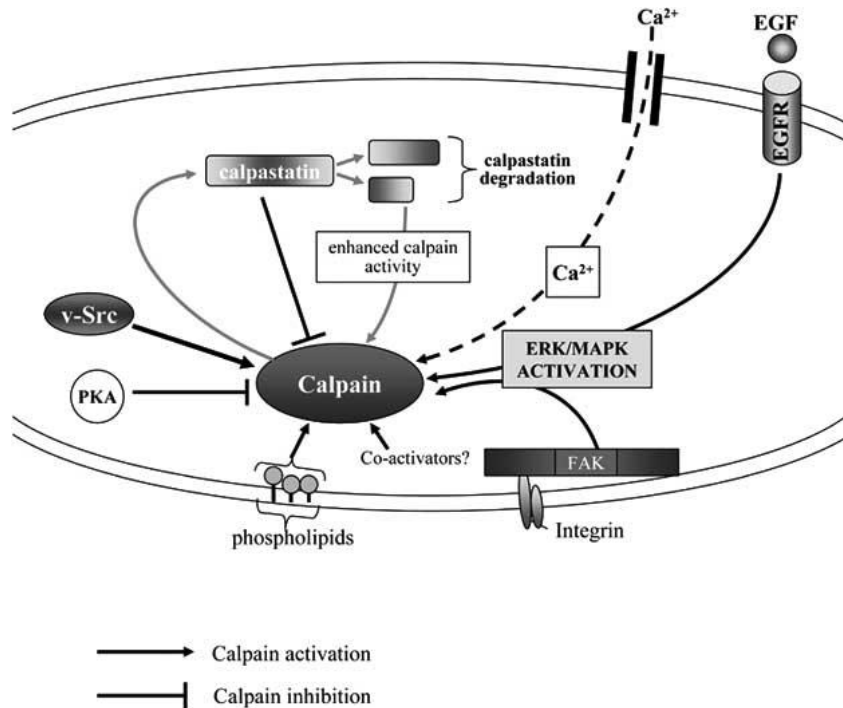 Ca²⁺
EGF
EGFR
calpastatin
calpastatin
degradation
enhanced calpain
activity
Ca²⁺
v-Src
ERK/MAPK
ACTIVATION
Calpain
PKA
Co-activators?
FAK
phospholipids
Integrin
Calpain activation
Calpain inhibition